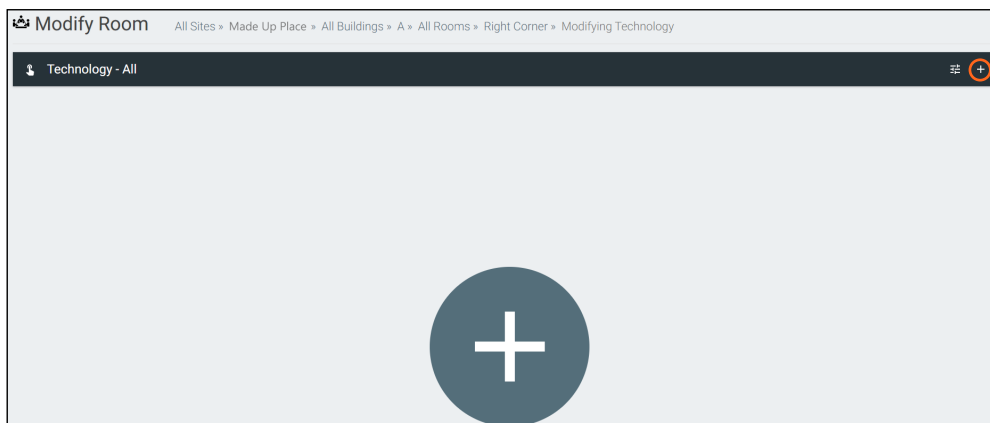 Modify Room All Sites » Made Up Place » All Buildings » A » All Rooms » Right Corner » Modifying Technology
Technology - All